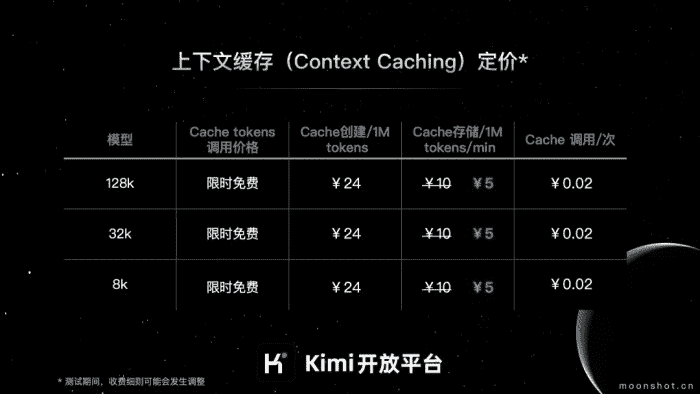 上下文缓存（Context Caching）定价*
模型
Cache tokens
调用价格
Cache创建/1M
tokens
Cache存储/1M
tokens/min
Cache 调用/次
128k 限时免费 ￥24 ￥10 ￥5 ￥0.02
32k 限时免费 ￥24 ￥10 ￥5 ￥0.02
8k 限时免费 ￥24 ￥10 ￥5 ￥0.02
Kimi开放平台
* 测试期间，收费细则可能会发生调整
moonshot.cn